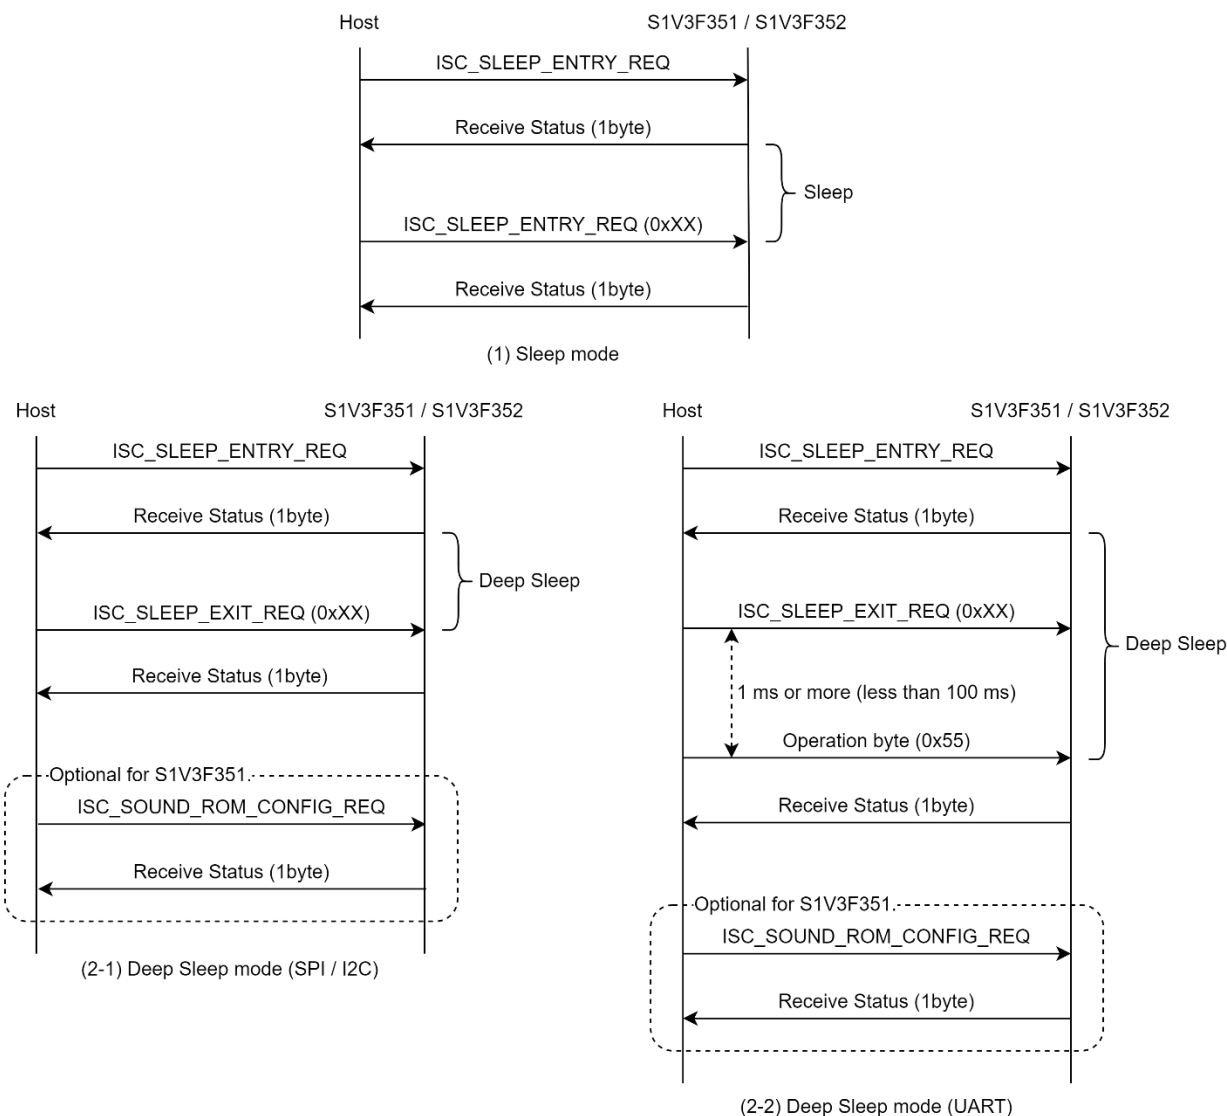 Host
S1V3F351 / S1V3F352
ISC_SLEEP_ENTRY_REQ
Receive Status (1byte)
Sleep
ISC_SLEEP_ENTRY_REQ (0xXX)
Receive Status (1byte)
(1) Sleep mode
Host
S1V3F351 / S1V3F352
ISC_SLEEP_ENTRY_REQ
Receive Status (1byte)
Deep Sleep
ISC_SLEEP_EXIT_REQ (0xXX)
Receive Status (1byte)
Optional for S1V3F351.
ISC_SOUND_ROM_CONFIG_REQ
Receive Status (1byte)
(2-1) Deep Sleep mode (SPI / I2C)
Host
S1V3F351 / S1V3F352
ISC_SLEEP_ENTRY_REQ
Receive Status (1byte)
ISC_SLEEP_EXIT_REQ (0xXX)
Deep Sleep
1 ms or more (less than 100 ms)
Operation byte (0x55)
Receive Status (1byte)
Optional for S1V3F351.
ISC_SOUND_ROM_CONFIG_REQ
Receive Status (1byte)
(2-2) Deep Sleep mode (UART)